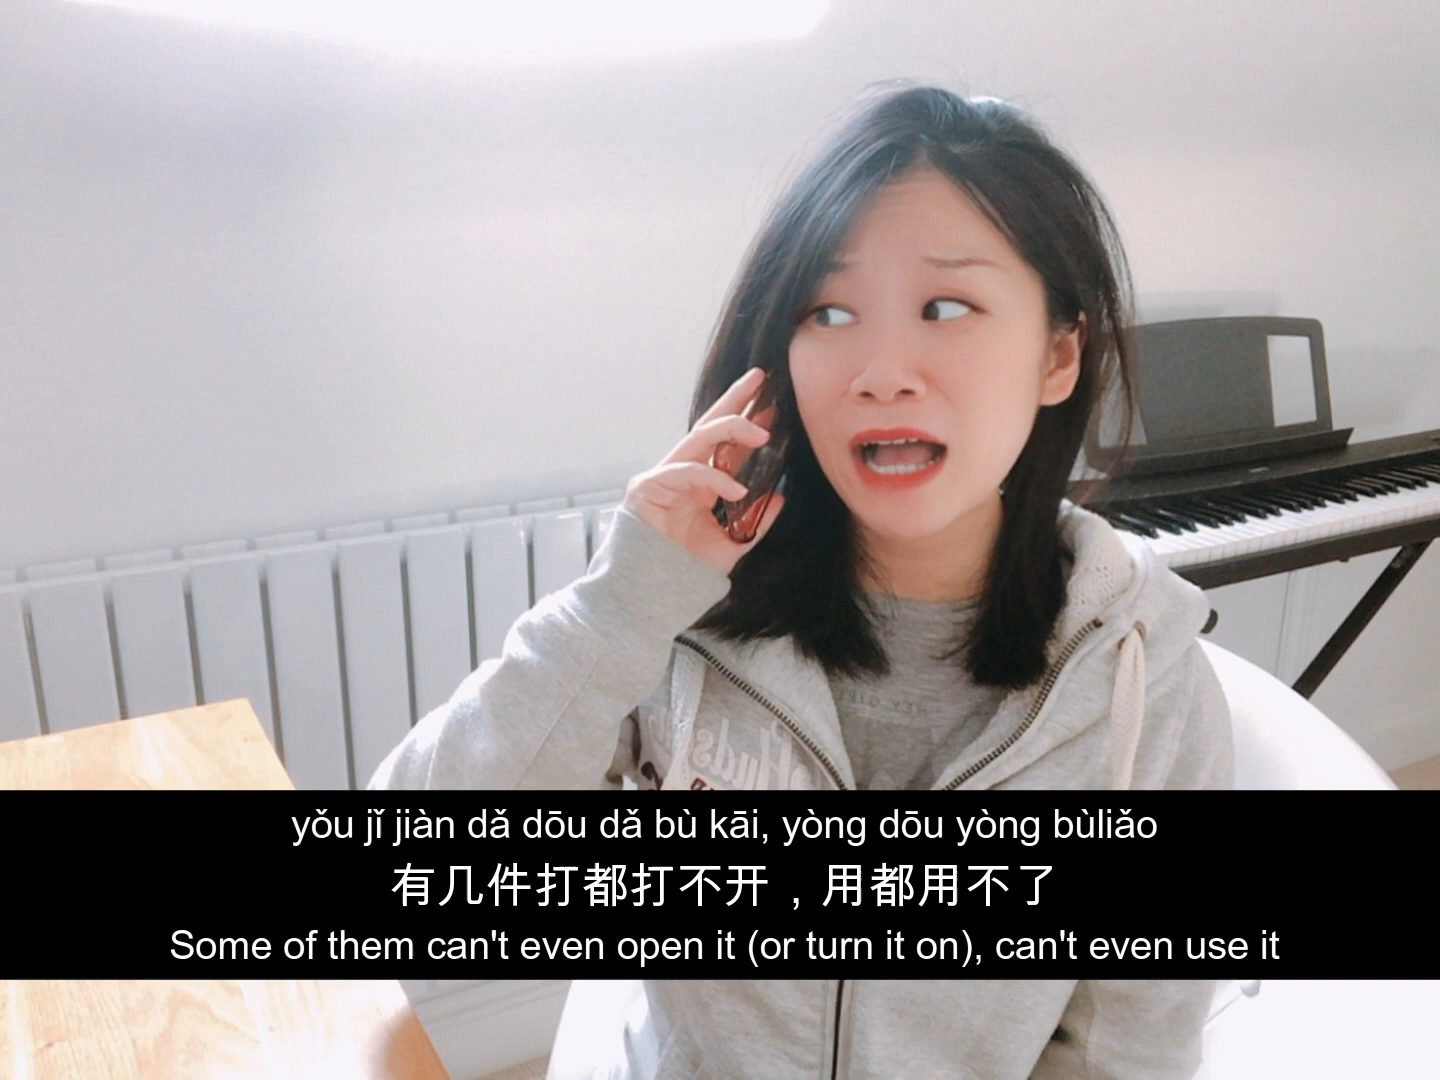 yǒu jǐ jiàn dǎ dōu dǎ bù kāi, yòng dōu yòng bùliǎo
有几件打都打不开，用都用不了
Some of them can't even open it (or turn it on), can't even use it